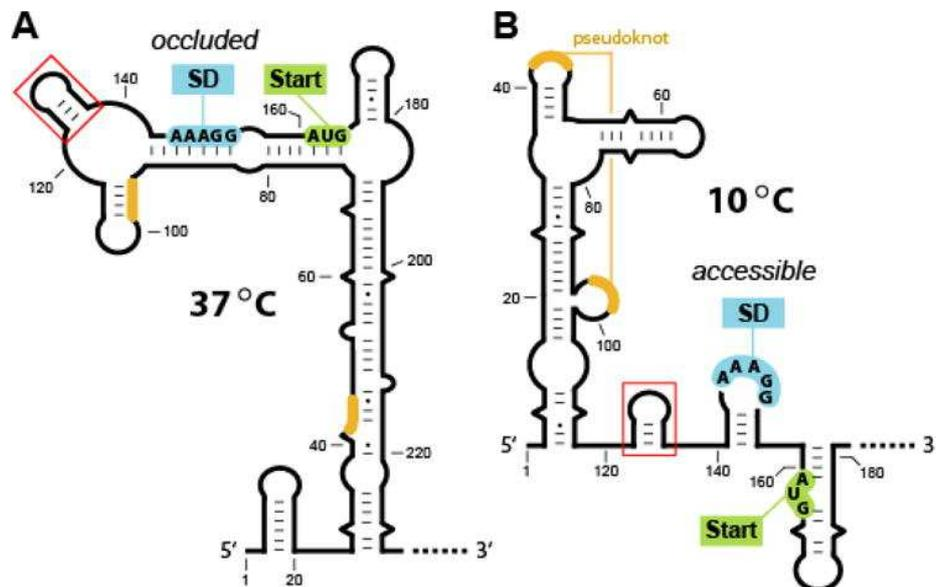 A
occluded
SD
Start
140
160
180
AAAGG
AUG
120
80
100
200
60
37 °C
40
220
5'
3'
1
20
B
pseudoknot
40
60
80
10 °C
accessible
20
SD
100
A A A G G
5'
3
1
120
140
160
180
A U G
Start